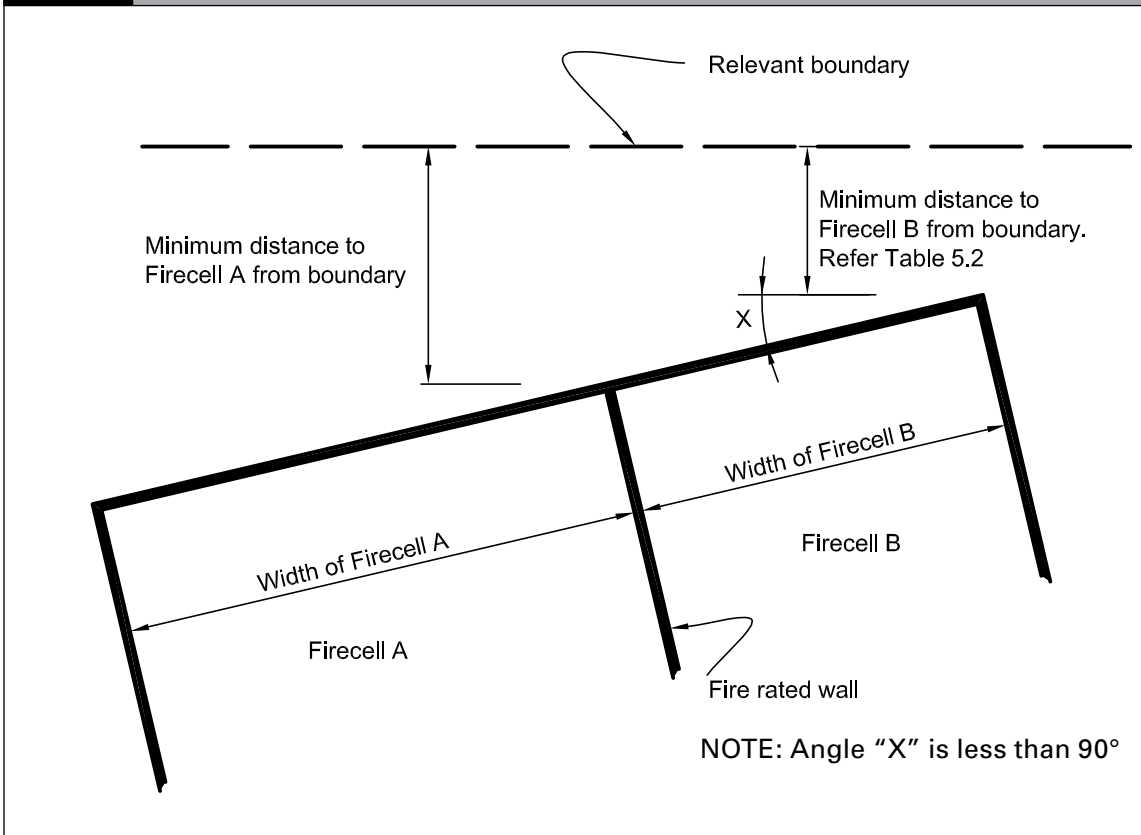 Relevant boundary
Minimum distance to
Firecell A from boundary
Minimum distance to
Firecell B from boundary.
Refer Table 5.2
X
Width of Firecell B
Width of Firecell A
Firecell B
Firecell A
Fire rated wall
NOTE: Angle “X” is less than 90°